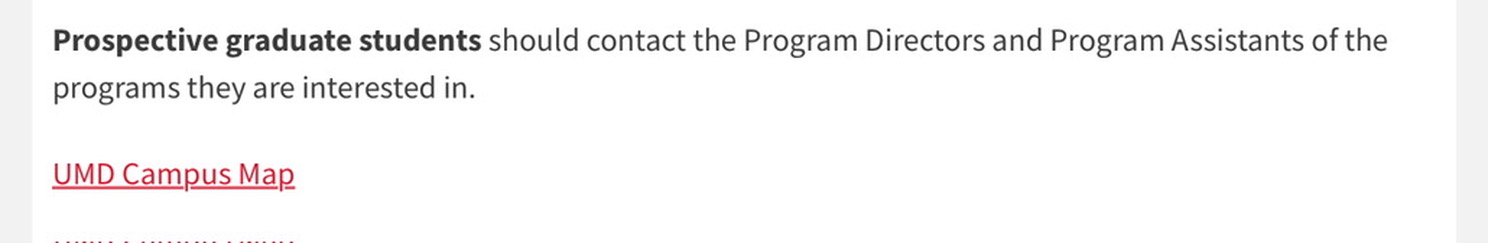 Prospective graduate students should contact the Program Directors and Program Assistants of the
programs they are interested in.
UMD Campus Map